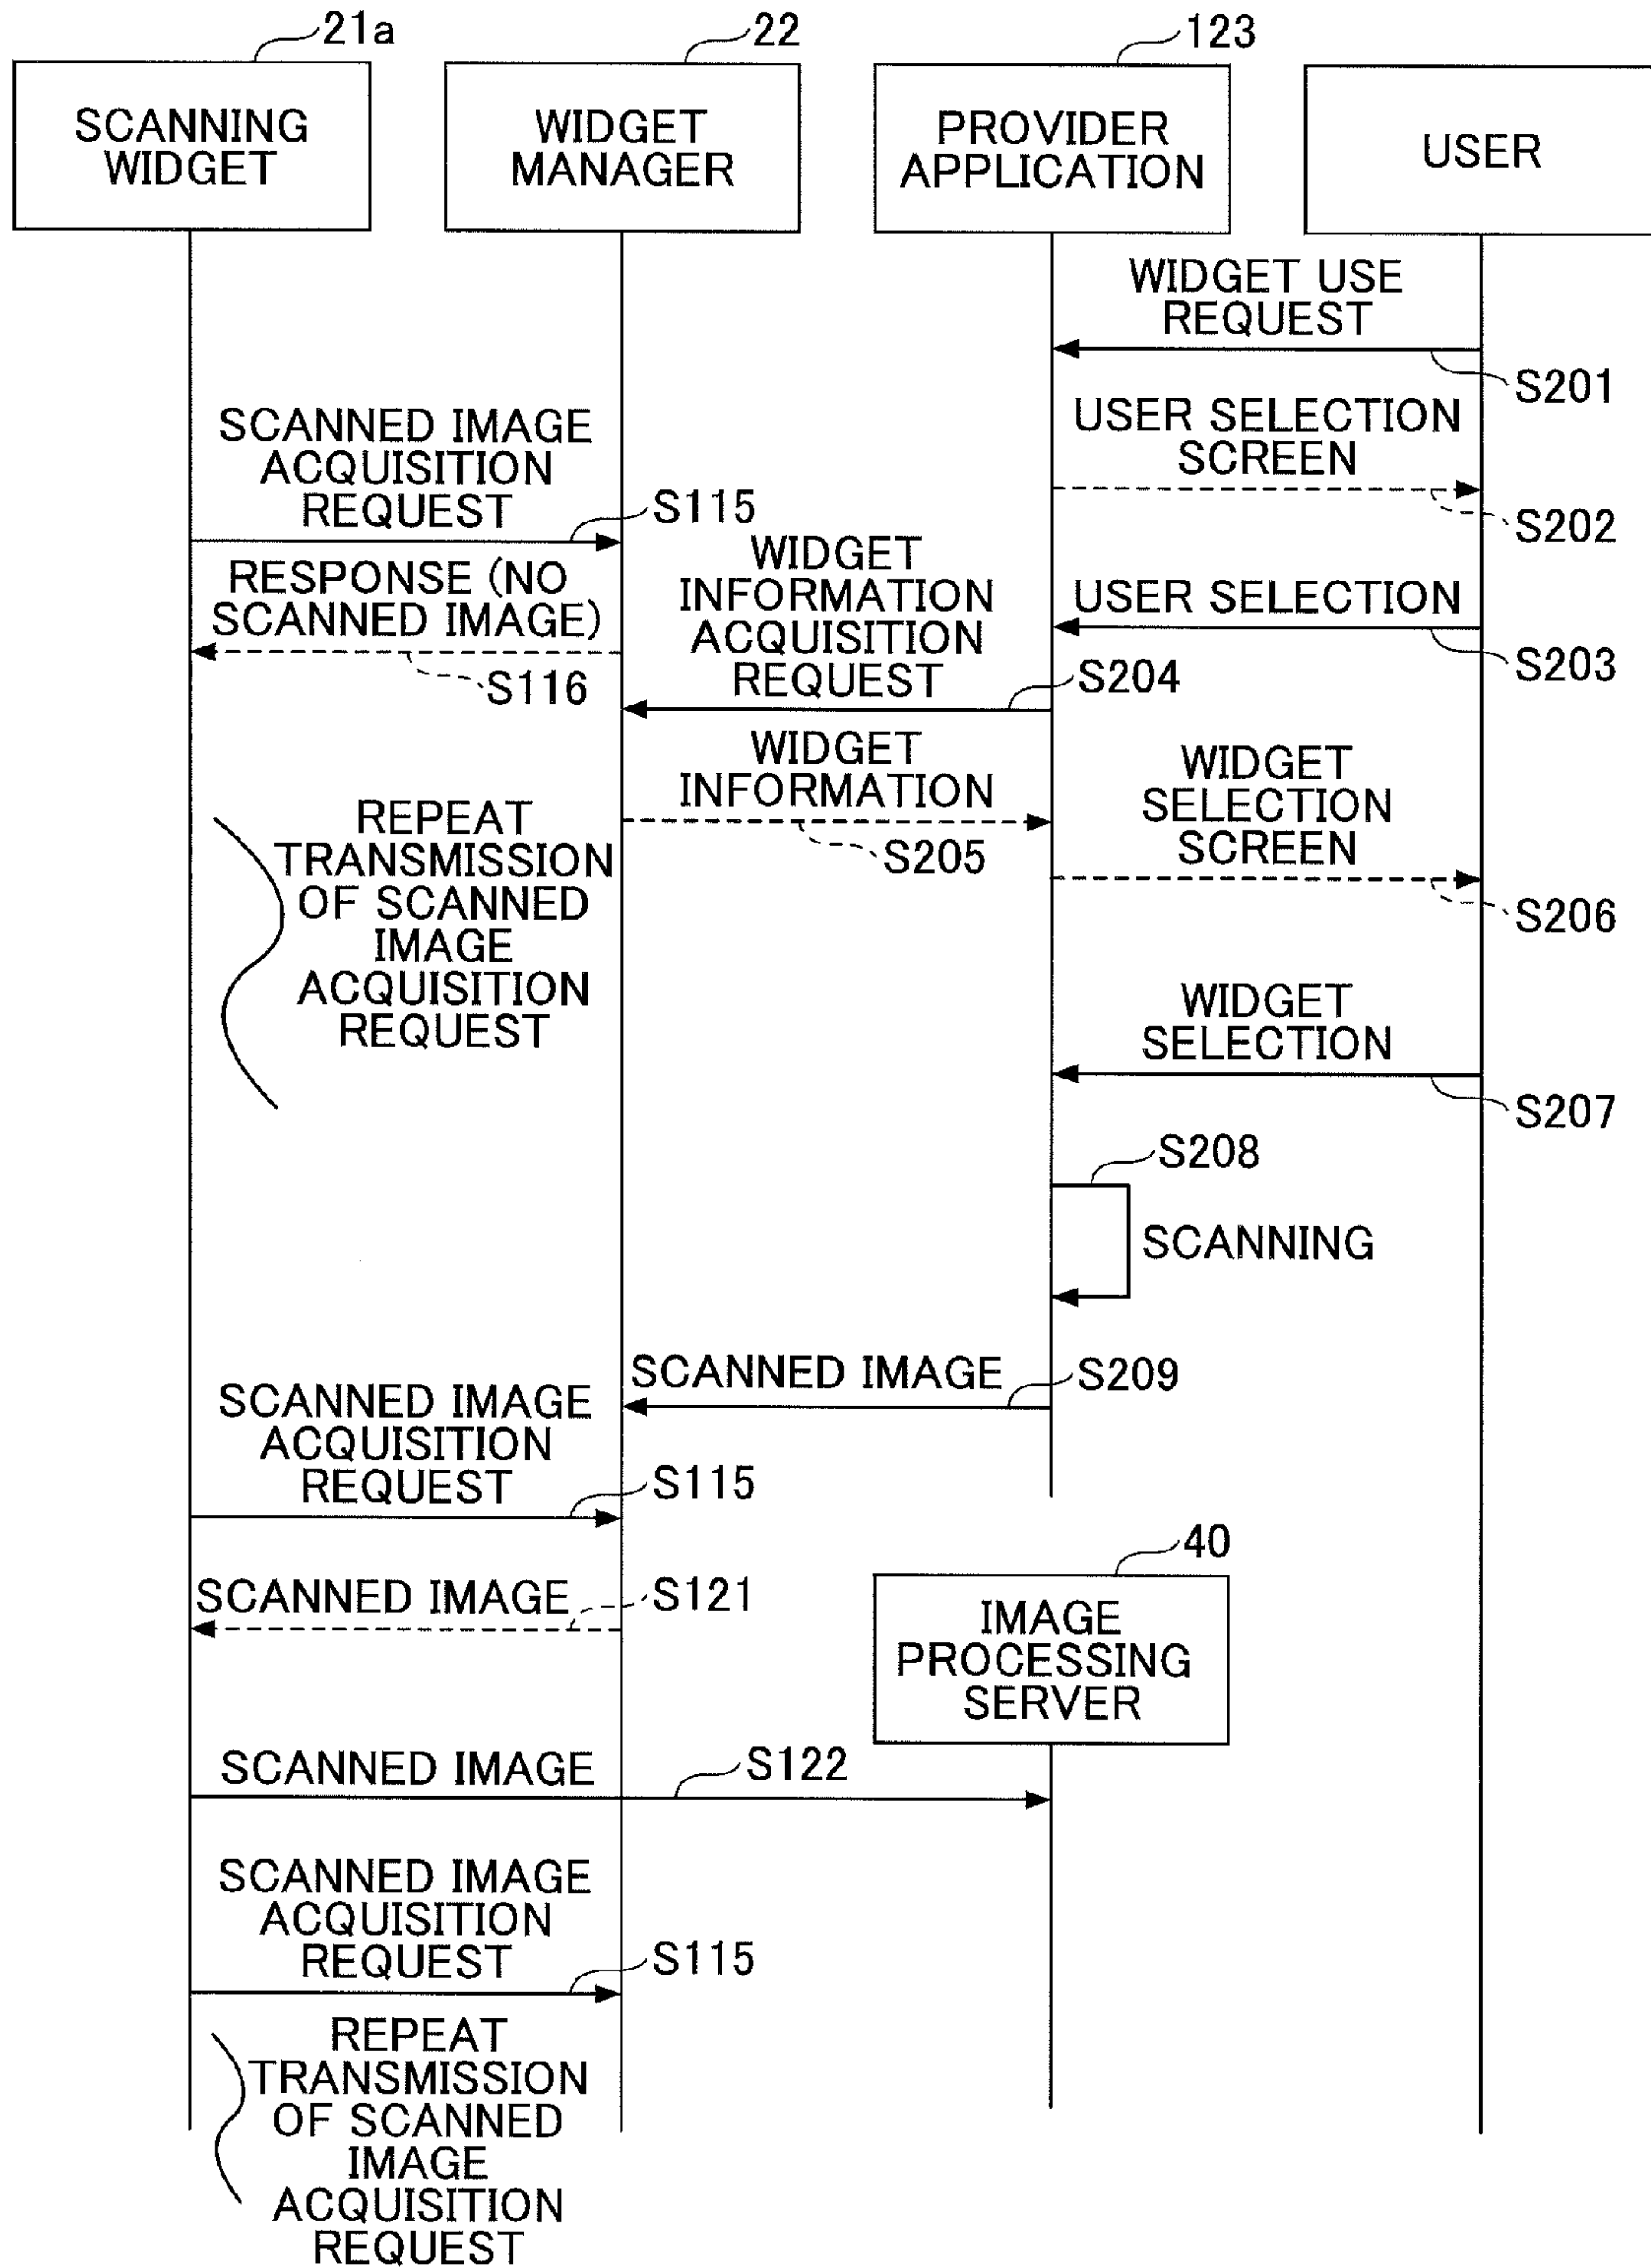 21a
22
123
SCANNING
WIDGET
WIDGET
MANAGER
PROVIDER
APPLICATION
USER
WIDGET USE
REQUEST
S201
USER SELECTION
SCREEN
S202
SCANNED IMAGE
ACQUISITION
REQUEST
S115
RESPONSE (NO
SCANNED IMAGE)
S116
USER SELECTION
S203
WIDGET
INFORMATION
ACQUISITION
REQUEST
S204
WIDGET
INFORMATION
S205
WIDGET
SELECTION
SCREEN
S206
REPEAT
TRANSMISSION
OF SCANNED
IMAGE
ACQUISITION
REQUEST
WIDGET
SELECTION
S207
S208
SCANNING
SCANNED IMAGE
S209
SCANNED IMAGE
ACQUISITION
REQUEST
S115
SCANNED IMAGE
S121
40
IMAGE
PROCESSING
SERVER
SCANNED IMAGE
S122
SCANNED IMAGE
ACQUISITION
REQUEST
S115
REPEAT
TRANSMISSION
OF SCANNED
IMAGE
ACQUISITION
REQUEST